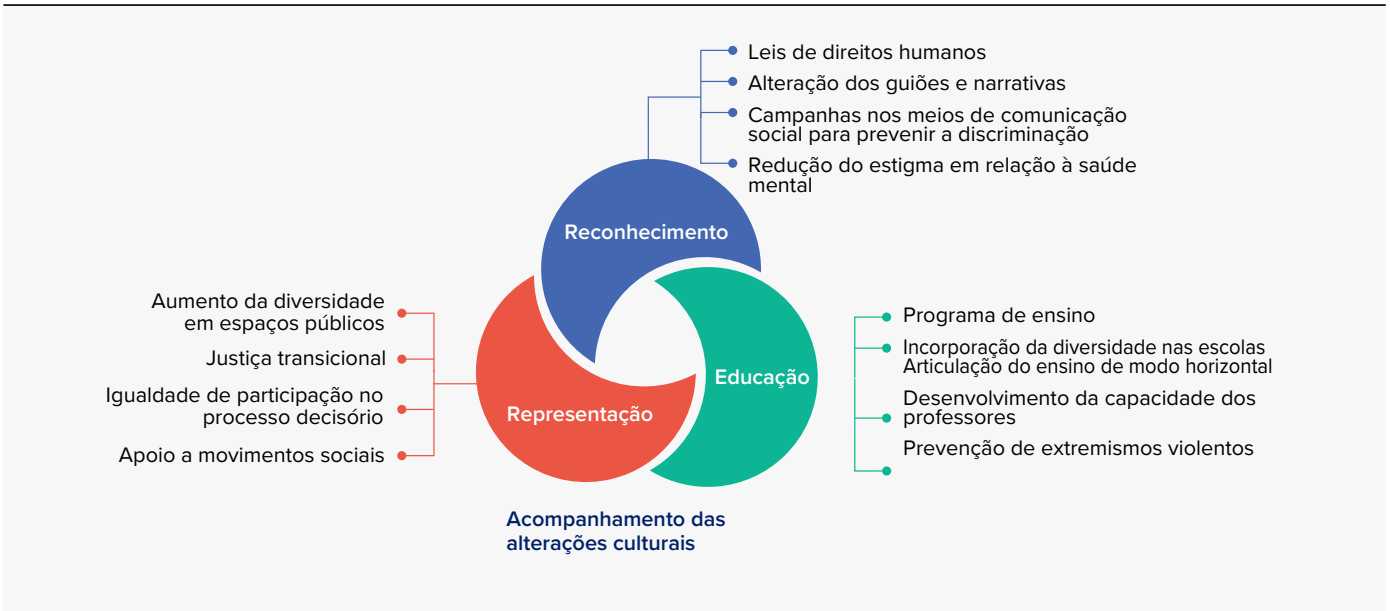 Leis de direitos humanos
Alteração dos guiões e narrativas
Campanhas nos meios de comunicação
social para prevenir a discriminação
Redução do estigma em relação à saúde
mental
Reconhecimento
Aumento da diversidade
em espaços públicos
Justiça transicional
Igualdade de participação no
processo decisório
Apoio a movimentos sociais
Representação
Educação
Programa de ensino
Incorporação da diversidade nas escolas
Articulação do ensino de modo horizontal
Desenvolvimento da capacidade dos
professores
Prevenção de extremismos violentos
Acompanhamento das
alterações culturais